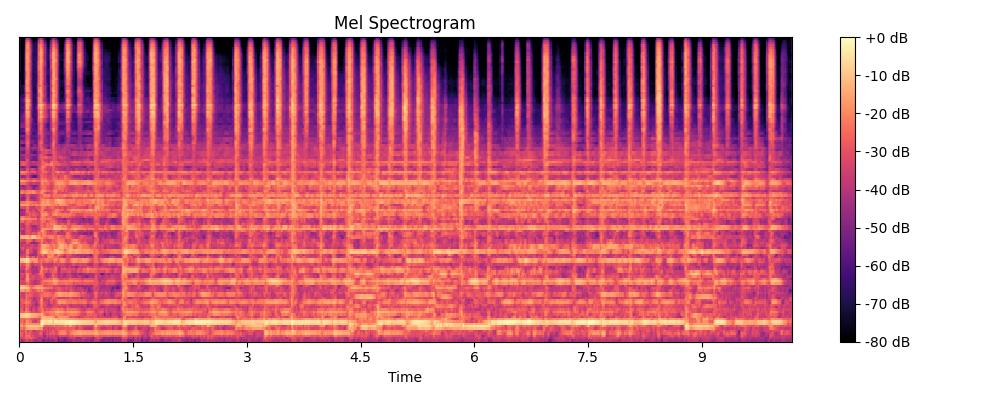 Mel Spectrogram
+0 dB
-10 dB
-20 dB
-30 dB
-40 dB
-50 dB
-60 dB
-70 dB
-80 dB
0 1.5 3 4.5 6 7.5 9
Time